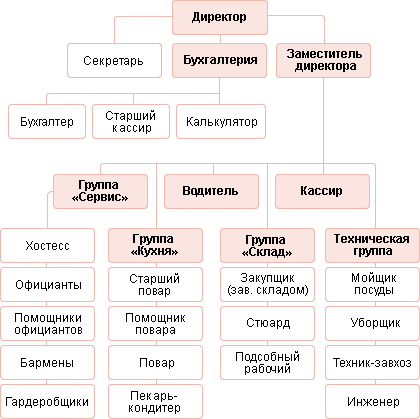 Директор
Секретарь
Бухгалтерия
Заместитель
директора
Бухгалтер
Старший
кассир
Калькулятор
Группа
«Сервис»
Водитель
Кассир
Хостесс
Группа
«Кухня»
Группа
«Склад»
Техническая
группа
Официанты
Старший
повар
Закупщик
(зав. складом)
Мойщик
посуды
Помощники
официантов
Помощник
повара
Стюард
Уборщик
Бармены
Повар
Подсобный
рабочий
Техник-завхоз
Гардеробщики
Пекарь-
кондитер
Инженер